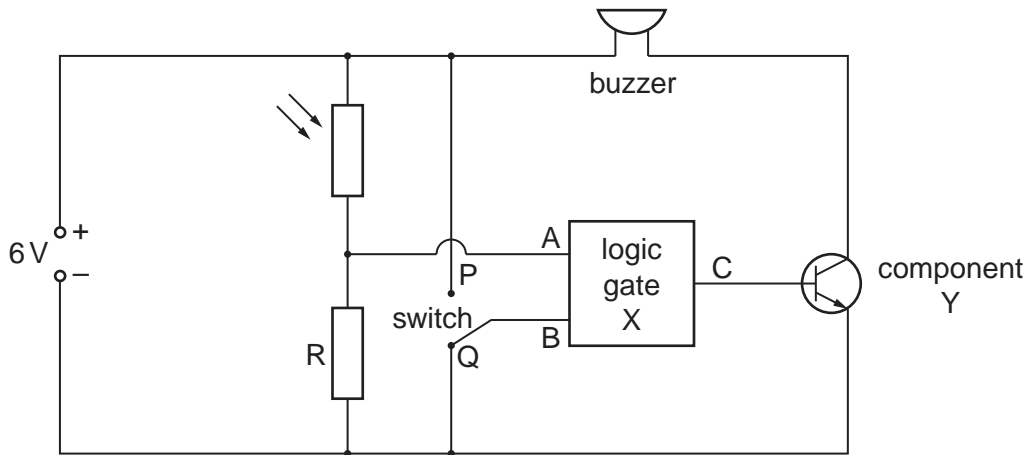 buzzer
6 V
+
–
R
P
switch
Q
A
B
logic
gate
X
C
component
Y